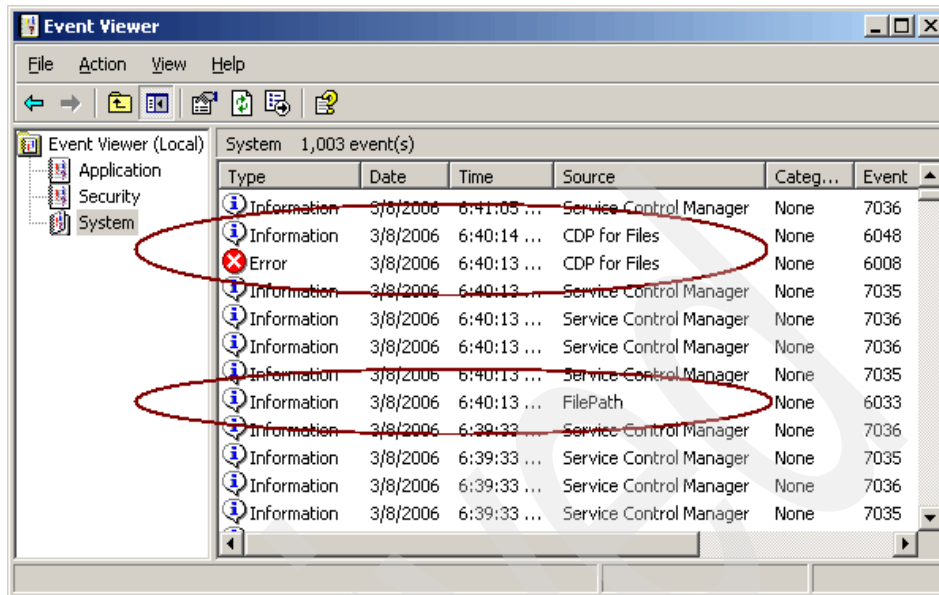 Event Viewer
File Action View Help
Event Viewer (Local)
Application
Security
System
System 1,003 event(s)
Type Date Time Source Categ... Event
Information 3/8/2006 6:41:05 ... Service Control Manager None 7036
Information 3/8/2006 6:40:14 ... CDP for Files None 6048
Error 3/8/2006 6:40:13 ... CDP for Files None 6008
Information 3/8/2006 6:40:13 ... Service Control Manager None 7035
Information 3/8/2006 6:40:13 ... Service Control Manager None 7036
Information 3/8/2006 6:40:13 ... Service Control Manager None 7036
Information 3/8/2006 6:40:13 ... Service Control Manager None 7035
Information 3/8/2006 6:40:13 ... FilePath None 6033
Information 3/8/2006 6:39:33 ... Service Control Manager None 7036
Information 3/8/2006 6:39:33 ... Service Control Manager None 7035
Information 3/8/2006 6:39:33 ... Service Control Manager None 7036
Information 3/8/2006 6:39:33 ... Service Control Manager None 7035